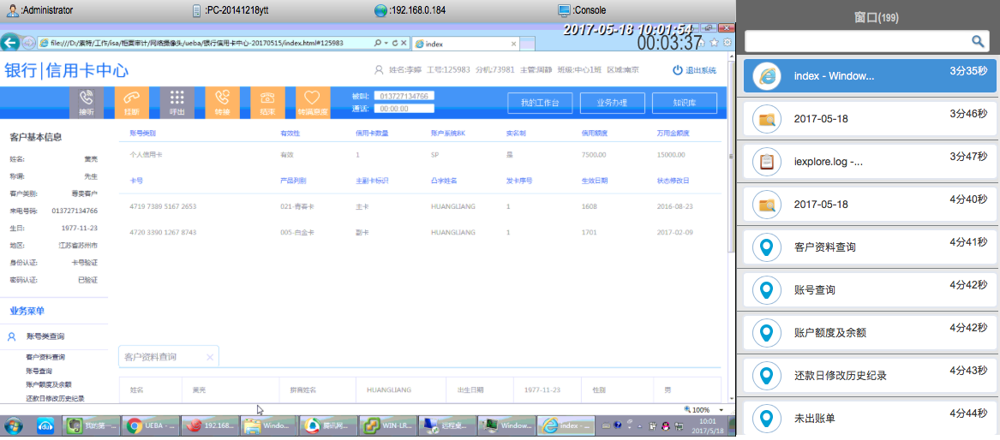 :Administrator :PC-20141218ytt :192.168.0.184 :Console
2017-05-18 10:01:54
00:03:37
file:///D:/素特/工作/isa/柜面审计/网络摄像头/ueba/银行信用卡中心-20170515/index.html#125983 index
银行|信用卡中心 姓名:李婷 工号:125983 分机:73981 主管:周静 班级:中心1班 区域:南京 退出系统
接听 挂断 呼出 转接 结束 转满意度
被叫: 013727134766
通话: 00:00.00
我的工作台 业务办理 知识库
客户基本信息
姓名: 黄亮
称谓: 先生
客户类别: 尊贵客户
来电号码: 013727134766
生日: 1977-11-23
地区: 江苏省苏州市
身份认证: 卡号验证
密码认证: 已验证
业务菜单
账号类查询
客户资料查询
账号查询
账户额度及余额
还款日修改历史纪录
账号类别 有效性 信用卡数量 账户系统BK 实名制 信用额度 万用金额度
个人信用卡 有效 1 SP 是 7500.00 15000.00
卡号 产品列别 主副卡标识 凸字姓名 发卡序号 生效日期 状态修改日
4719 7389 5167 2653 021-青春卡 主卡 HUANGLIANG 1 1608 2016-08-23
4720 3390 1267 8743 005-白金卡 副卡 HUANGLIANG 1 1701 2017-02-09
客户资料查询
姓名 黄亮 拼音姓名 HUANGLIANG 出生日期 1977-11-23 性别 男
100%
我的第一... UEBA - ... 192.168... Windo... 腾讯网... WIN-LR... 远程桌... Window... index - ...
10:01
2017/5/18
窗口(199)
index - Window... 3分35秒
2017-05-18 3分46秒
iexplore.log -... 3分47秒
2017-05-18 4分40秒
客户资料查询 4分41秒
账号查询 4分42秒
账户额度及余额 4分42秒
还款日修改历史纪录 4分43秒
未出账单 4分44秒